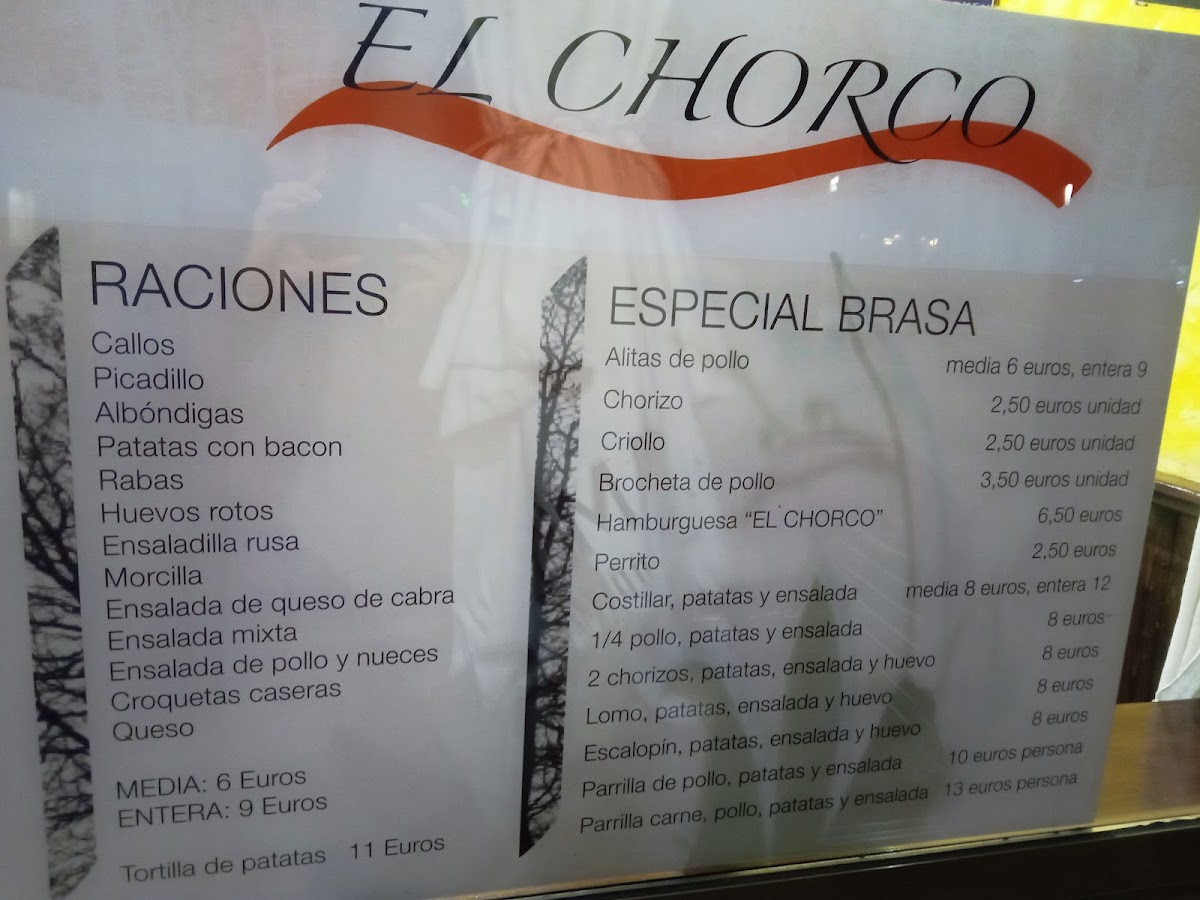 EL CHORCO
RACIONES
Callos
Picadillo
Albóndigas
Patatas con bacon
Rabas
Huevos rotos
Ensaladilla rusa
Morcilla
Ensalada de queso de cabra
Ensalada mixta
Ensalada de pollo y nueces
Croquetas caseras
Queso
MEDIA: 6 Euros
ENTERA: 9 Euros
Tortilla de patatas 11 Euros
ESPECIAL BRASA
Alitas de pollo media 6 euros, entera 9
Chorizo 2,50 euros unidad
Criollo 2,50 euros unidad
Brocheta de pollo 3,50 euros unidad
Hamburguesa “EL CHORCO” 6,50 euros
Perrito 2,50 euros
Costillar, patatas y ensalada media 8 euros, entera 12
1/4 pollo, patatas y ensalada 8 euros
2 chorizos, patatas, ensalada y huevo 8 euros
Lomo, patatas, ensalada y huevo 8 euros
Escalopín, patatas, ensalada y huevo 8 euros
Parrilla de pollo, patatas y ensalada 10 euros persona
Parrilla carne, pollo, patatas y ensalada 13 euros persona